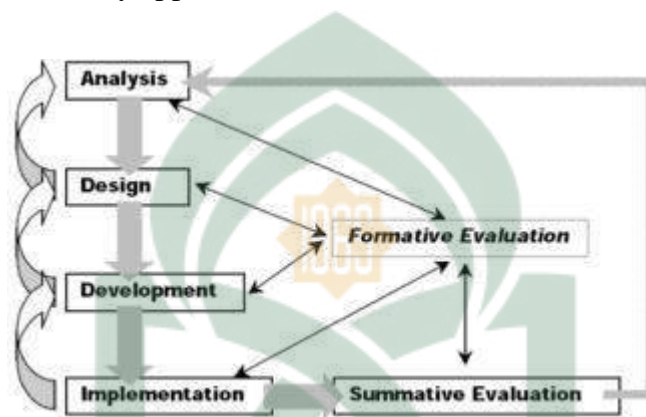 Analysis
Design
Formative Evaluation
Development
Implementation
Summative Evaluation